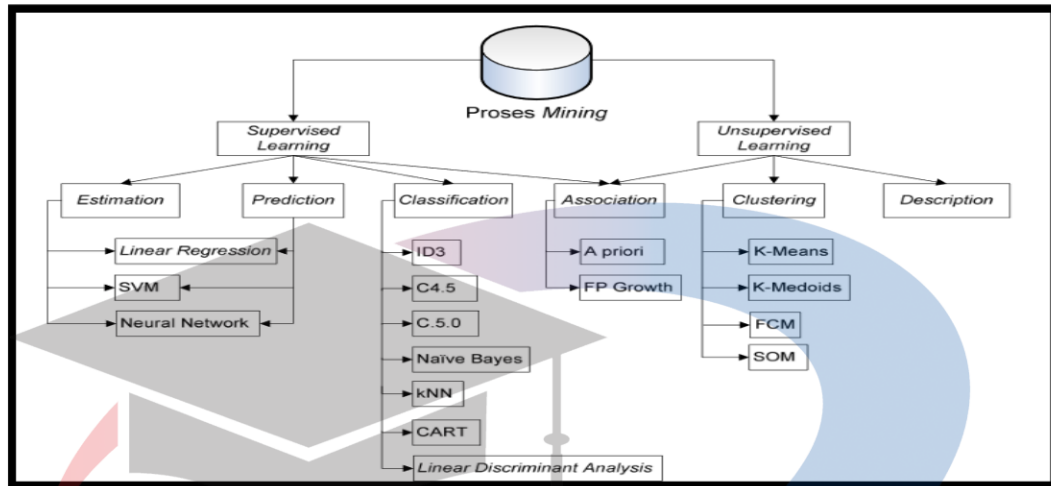 Proses Mining
Supervised
Learning
Unsupervised
Learning
Estimation
Prediction
Classification
Association
Clustering
Description
Linear Regression
SVM
Neural Network
ID3
C4.5
C.5.0
Naïve Bayes
kNN
CART
Linear Discriminant Analysis
A priori
FP Growth
K-Means
K-Medoids
FCM
SOM